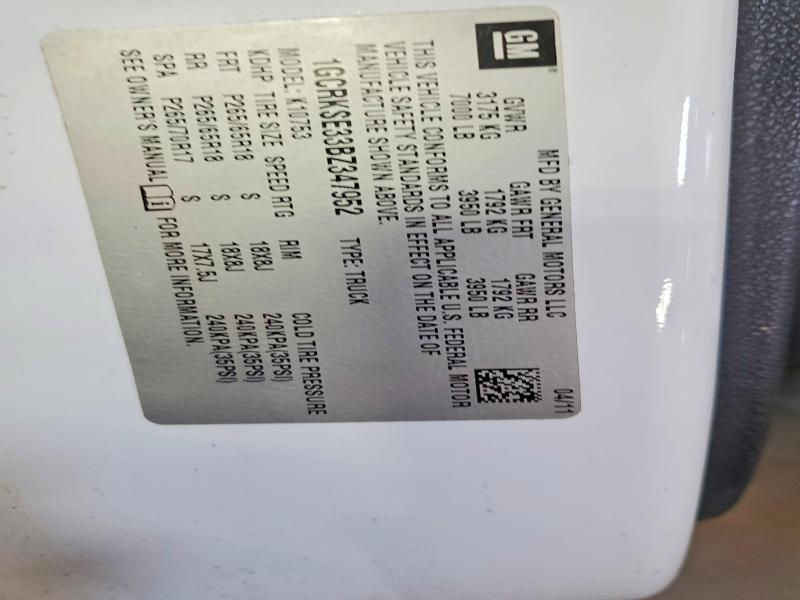 GM
®
MFD BY GENERAL MOTORS LLC 04/11
GVWR GAWR FRT GAWR RR
3175 KG 1792 KG 1792 KG
7000 LB 3950 LB 3950 LB
THIS VEHICLE CONFORMS TO ALL APPLICABLE U.S. FEDERAL MOTOR
VEHICLE SAFETY STANDARDS IN EFFECT ON THE DATE OF
MANUFACTURE SHOWN ABOVE.
1GCRKSE33BZ347952 TYPE: TRUCK
MODEL: K10753
KCHP TIRE SIZE SPEED RTG RIM COLD TIRE PRESSURE
FRT P265/65R18 S 18X8J 240KPA(35PSI)
RR P265/65R18 S 18X8J 240KPA(35PSI)
SPA P265/70R17 S 17X7.5J 240KPA(35PSI)
SEE OWNER'S MANUAL FOR MORE INFORMATION.